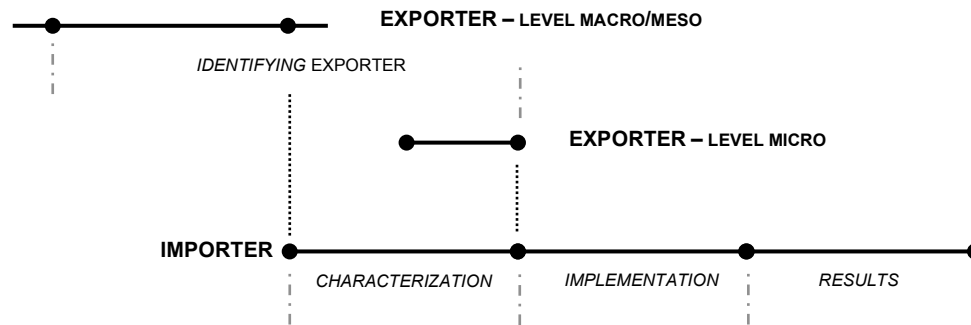 EXPORTER – LEVEL MACRO/MESO
IDENTIFYING EXPORTER
EXPORTER – LEVEL MICRO
IMPORTER
CHARACTERIZATION
IMPLEMENTATION
RESULTS